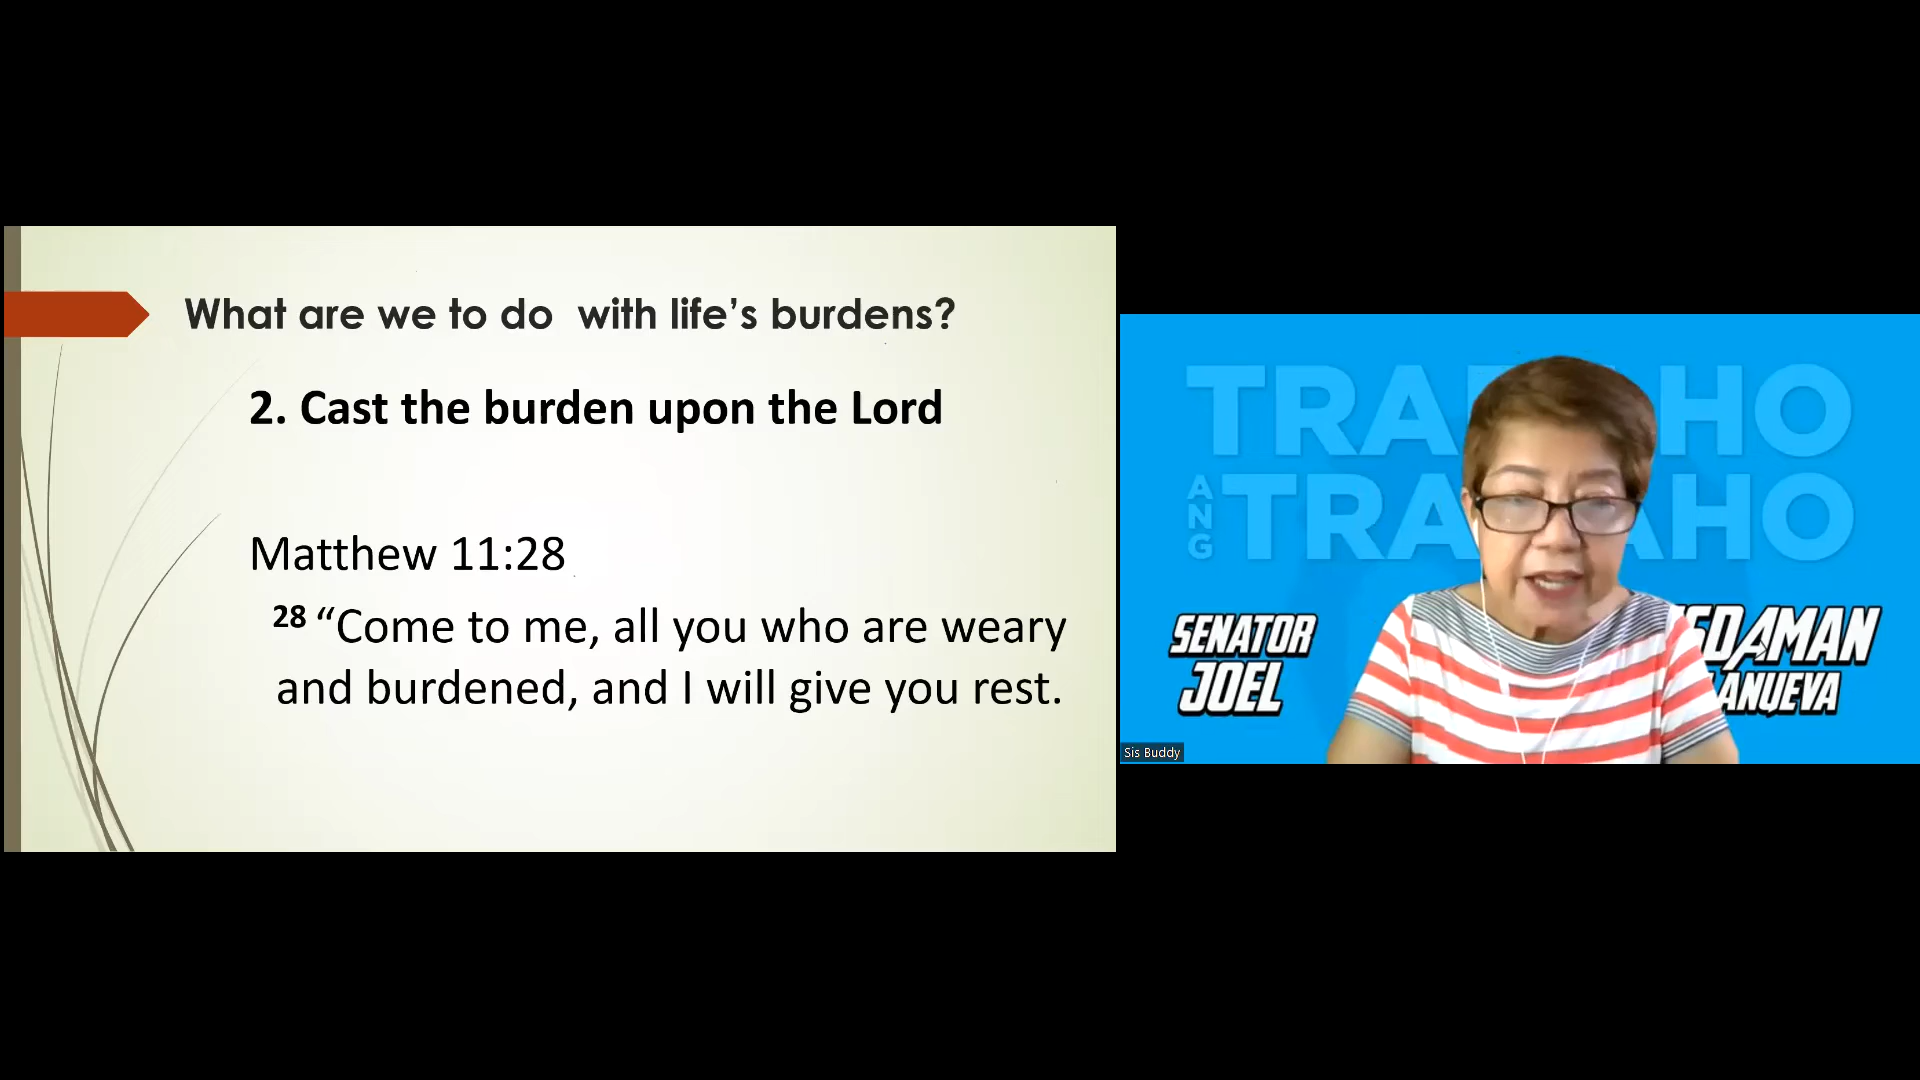 What are we to do  with life’s burdens?
2. Cast the burden upon the Lord
Matthew 11:28
28 “Come to me, all you who are weary
and burdened, and I will give you rest.
ANG
SENATOR
JOEL
Sis Buddy